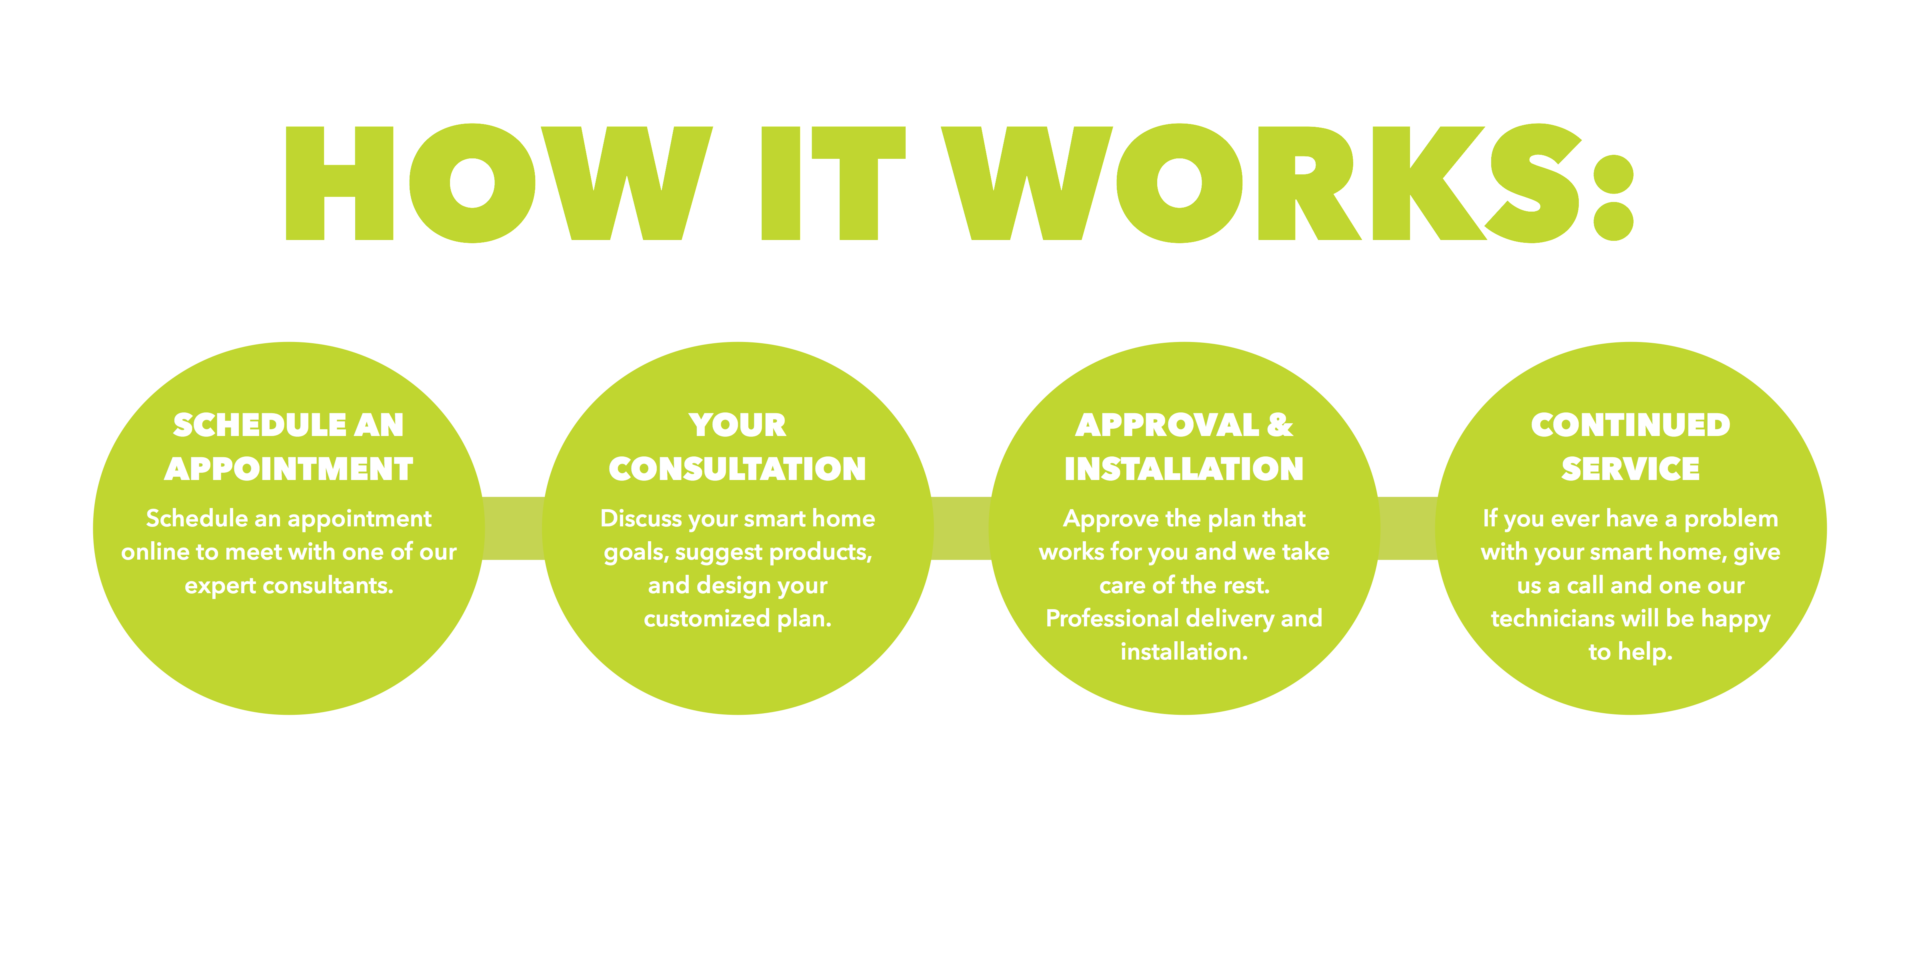 HOW IT WORKS:
SCHEDULE AN
APPOINTMENT
Schedule an appointment
online to meet with one of our
expert consultants.
YOUR
CONSULTATION
Discuss your smart home
goals, suggest products,
and design your
customized plan.
APPROVAL &
INSTALLATION
Approve the plan that
works for you and we take
care of the rest.
Professional delivery and
installation.
CONTINUED
SERVICE
If you ever have a problem
with your smart home, give
us a call and one our
technicians will be happy
to help.